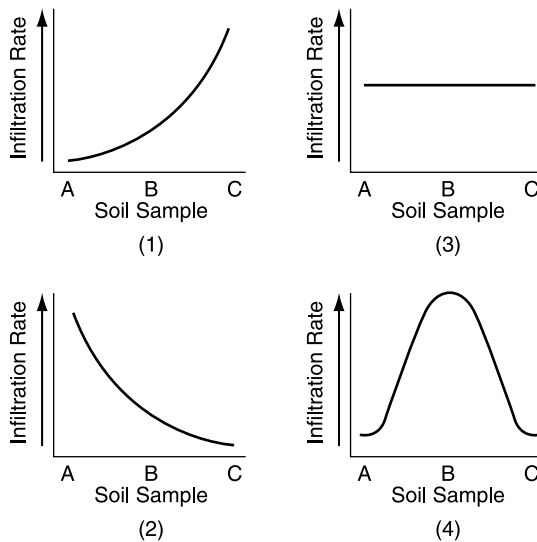 Infiltration Rate
A B C
Soil Sample
(1)
Infiltration Rate
A B C
Soil Sample
(3)
Infiltration Rate
A B C
Soil Sample
(2)
Infiltration Rate
A B C
Soil Sample
(4)